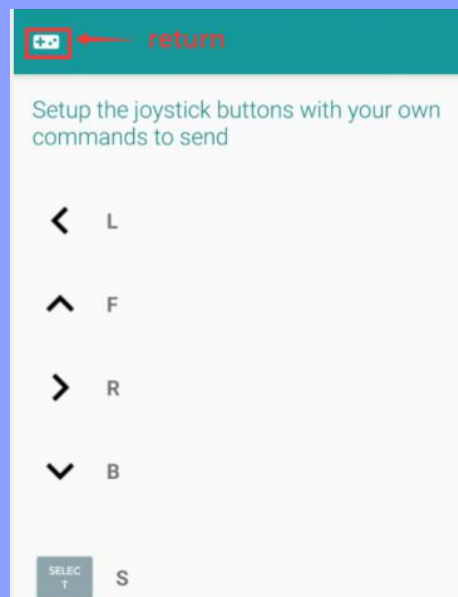 return
Setup the joystick buttons with your own
commands to send
L
F
R
B
SELEC
T
S